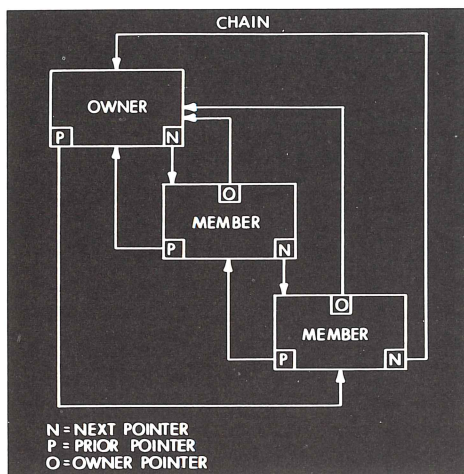 CHAIN
OWNER
P N
O
MEMBER
P N
O
MEMBER
P N
N = NEXT POINTER
P = PRIOR POINTER
O = OWNER POINTER